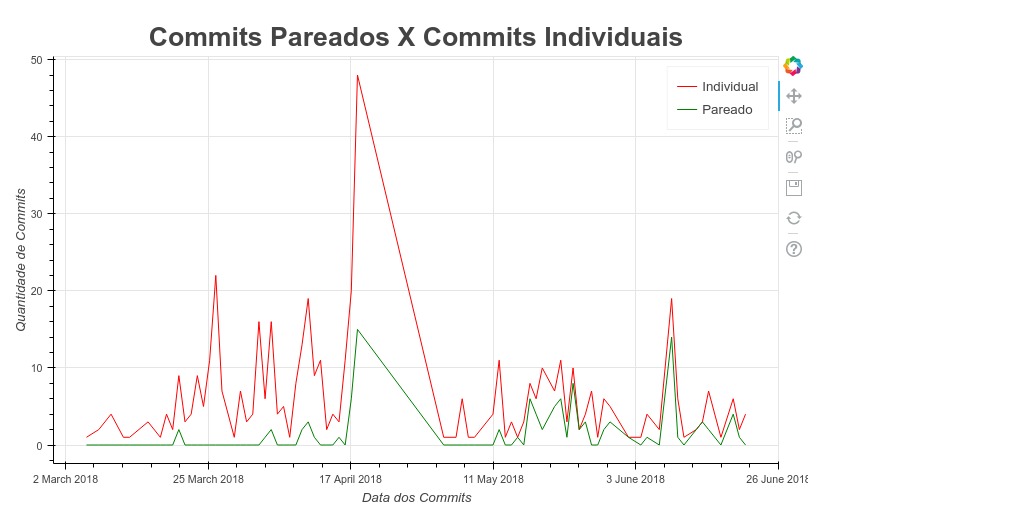 Commits Pareados X Commits Individuais
50
40
30
20
10
0
Quantidade de Commits
Individual
Pareado
2 March 2018
25 March 2018
17 April 2018
11 May 2018
3 June 2018
26 June 2018
Data dos Commits